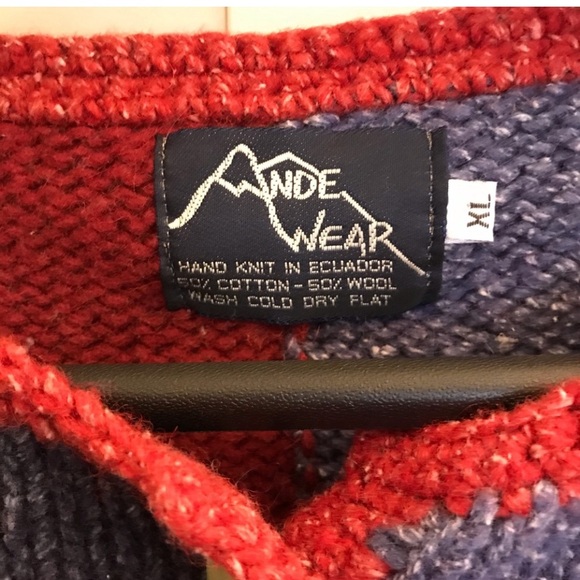 ANDE
WEAR
HAND KNIT IN ECUADOR
50% COTTON - 50% WOOL
WASH COLD DRY FLAT
XL